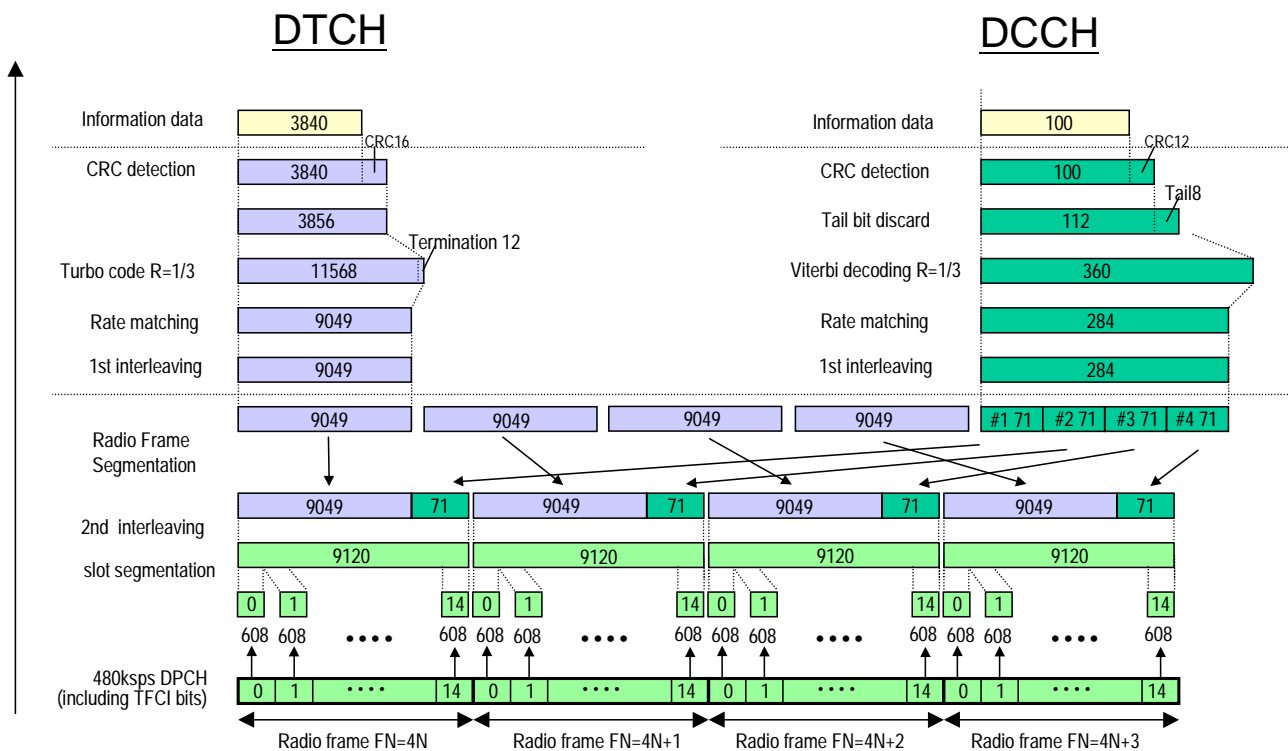 DTCH DCCH
Information data 3840 Information data 100
CRC16 CRC12
CRC detection 3840 CRC detection 100
Tail8
3856 Tail bit discard 112
Termination 12
Turbo code R=1/3 11568 Viterbi decoding R=1/3 360
Rate matching 9049 Rate matching 284
1st interleaving 9049 1st interleaving 284
9049 9049 9049 9049 #1 71 #2 71 #3 71 #4 71
Radio Frame
Segmentation
9049 71 9049 71 9049 71 9049 71
2nd interleaving
9120 9120 9120 9120
slot segmentation
0 1 14 0 1 14 0 1 14 0 1 14
608 608 •••• 608 608 608 •••• 608 608 608 •••• 608 608 608 •••• 608
480ksps DPCH
(including TFCI bits)
0 1 •••• 14 0 1 •••• 14 0 1 •••• 14 0 1 •••• 14
Radio frame FN=4N Radio frame FN=4N+1 Radio frame FN=4N+2 Radio frame FN=4N+3